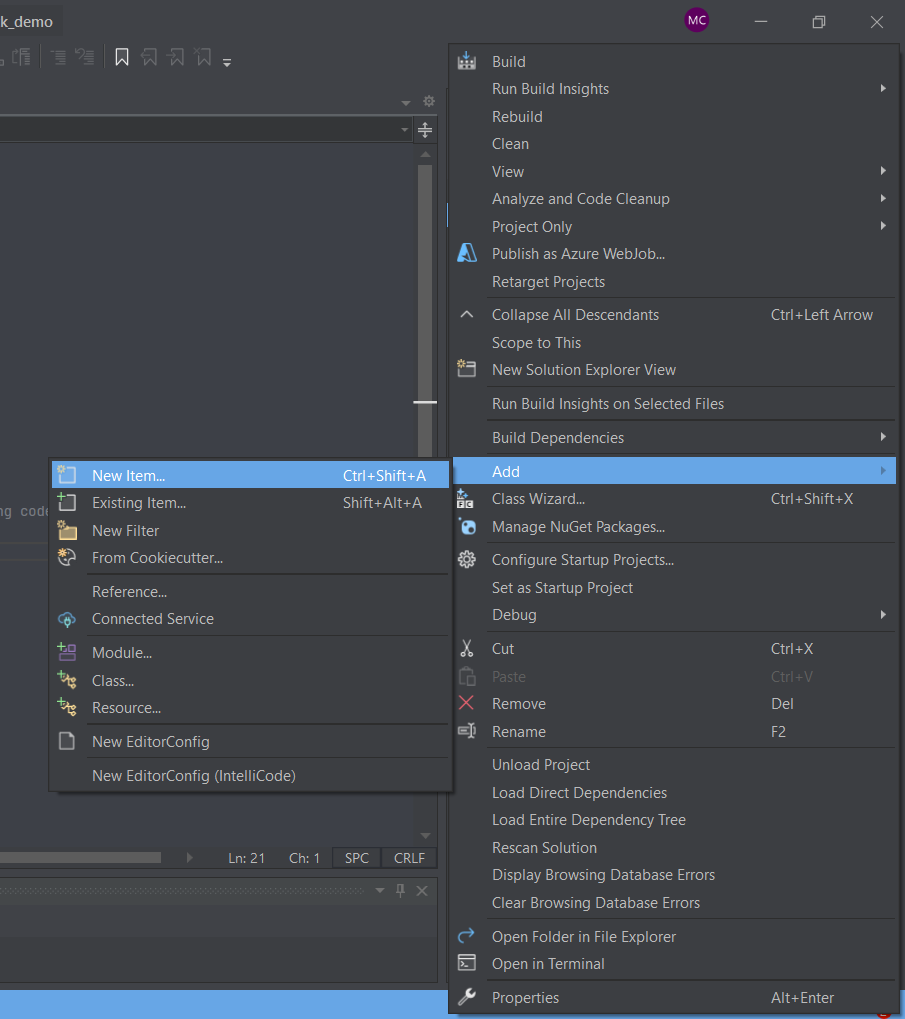 k_demo
MC
Build
Run Build Insights
Rebuild
Clean
View
Analyze and Code Cleanup
Project Only
Publish as Azure WebJob...
Retarget Projects
Collapse All Descendants Ctrl+Left Arrow
Scope to This
New Solution Explorer View
Run Build Insights on Selected Files
Build Dependencies
Add
Class Wizard... Ctrl+Shift+X
Manage NuGet Packages...
Configure Startup Projects...
Set as Startup Project
Debug
Cut Ctrl+X
Paste Ctrl+V
Remove Del
Rename F2
Unload Project
Load Direct Dependencies
Load Entire Dependency Tree
Rescan Solution
Display Browsing Database Errors
Clear Browsing Database Errors
Open Folder in File Explorer
Open in Terminal
Properties Alt+Enter
New Item... Ctrl+Shift+A
Existing Item... Shift+Alt+A
New Filter
From Cookiecutter...
Reference...
Connected Service
Module...
Class...
Resource...
New EditorConfig
New EditorConfig (IntelliCode)
ng code
Ln: 21 Ch: 1 SPC CRLF